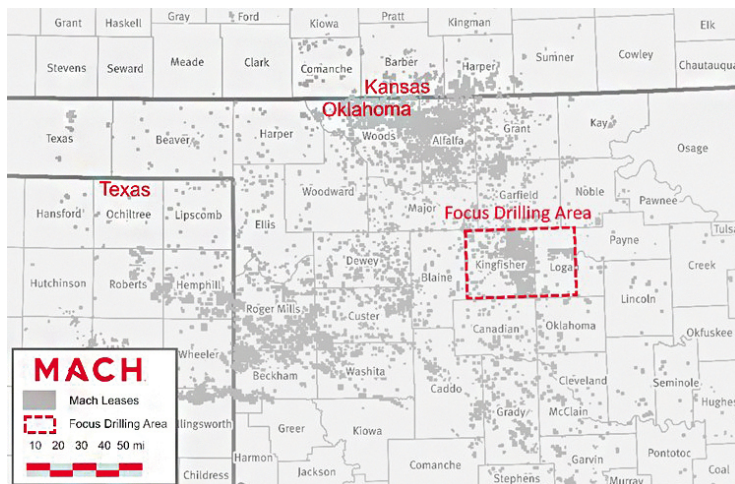 Grant Haskell Gray Ford Kiowa Pratt Kingman Elk
Stevens Seward Meade Clark Comanche Barber Harper Sumner Cowley Chautauqua
Kansas
Oklahoma
Texas Beaver Harper Woods Alfalfa Grant Kay Osage
Texas
Woodward Major Garfield Noble Pawnee
Focus Drilling Area
Hansford Ochiltree Lipscomb Ellis Dewey Blaine Kingfisher Loga Payne Tulsa
Creek
Hutchinson Roberts Hemphill Roger Mills Custer Canadian Oklahoma Lincoln
Okfuskee
Wheeler Beckham Washita Caddo Grady Cleveland McClain Seminole Hughes
MACH
Mach Leases
Focus Drilling Area
10 20 30 40 50 mi
llingsworth Greer Kiowa
Harmon Jackson Comanche Stephens Garvin Murray Pontotoc Coal
Childress